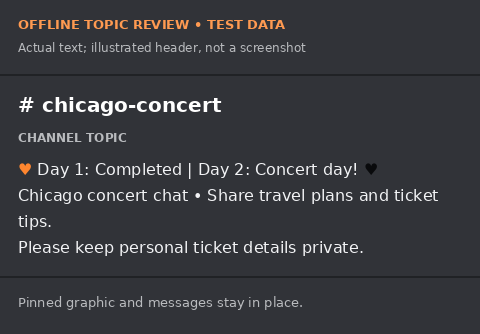 OFFLINE TOPIC REVIEW • TEST DATA
Actual text; illustrated header, not a screenshot
# chicago-concert
CHANNEL TOPIC
🧡 Day 1: Completed | Day 2: Concert day! 🖤
Chicago concert chat • Share travel plans and ticket
tips.
Please keep personal ticket details private.
Pinned graphic and messages stay in place.